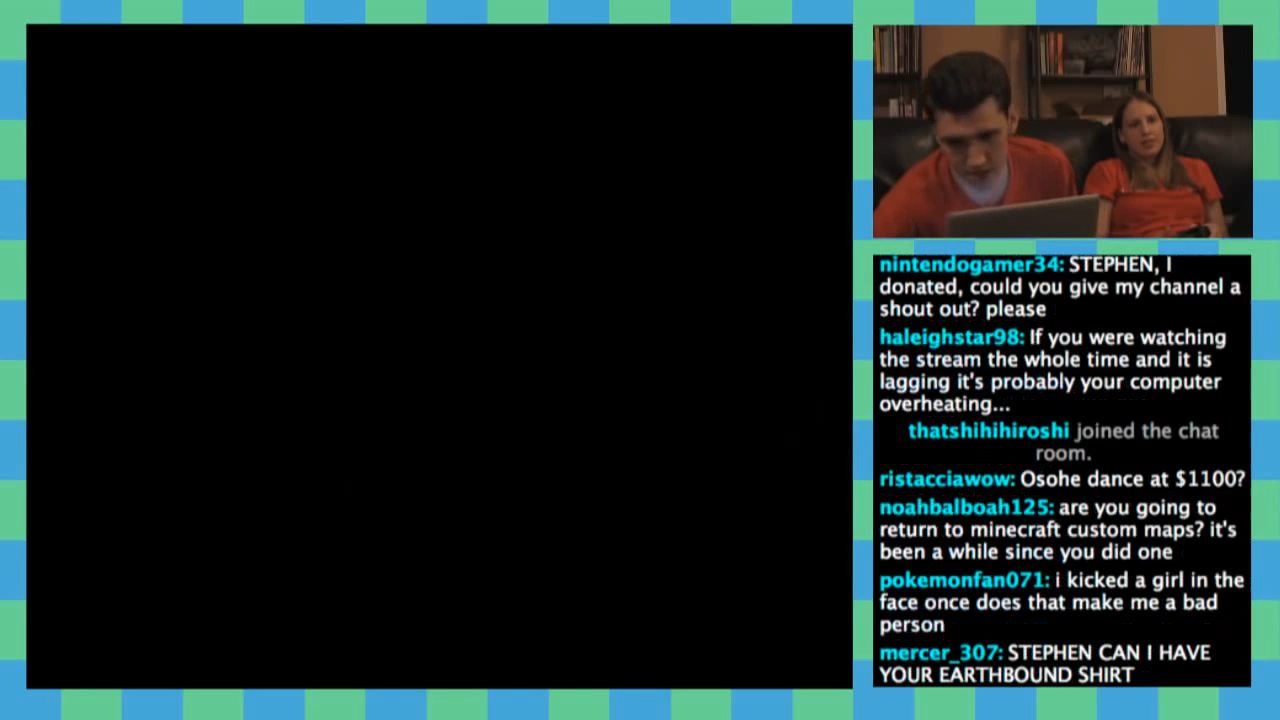 nintendogamer34: STEPHEN, I
donated, could you give my channel a
shout out? please
haleighstar98: If you were watching
the stream the whole time and it is
lagging it's probably your computer
overheating...
thatshihihiroshi joined the chat
room.
ristacciawow: Osohe dance at $1100?
noahbalboah125: are you going to
return to minecraft custom maps? it's
been a while since you did one
pokemonfan071: i kicked a girl in the
face once does that make me a bad
person
mercer_307: STEPHEN CAN I HAVE
YOUR EARTHBOUND SHIRT